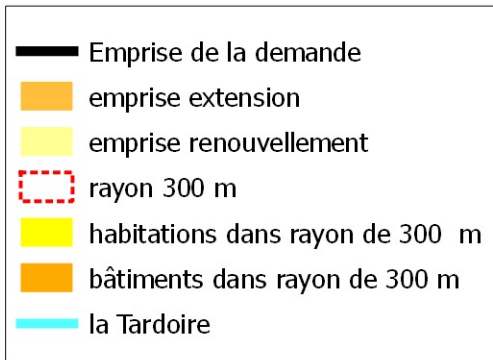 Emprise de la demande
emprise extension
emprise renouvellement
rayon 300 m
habitations dans rayon de 300 m
bâtiments dans rayon de 300 m
la Tardoire